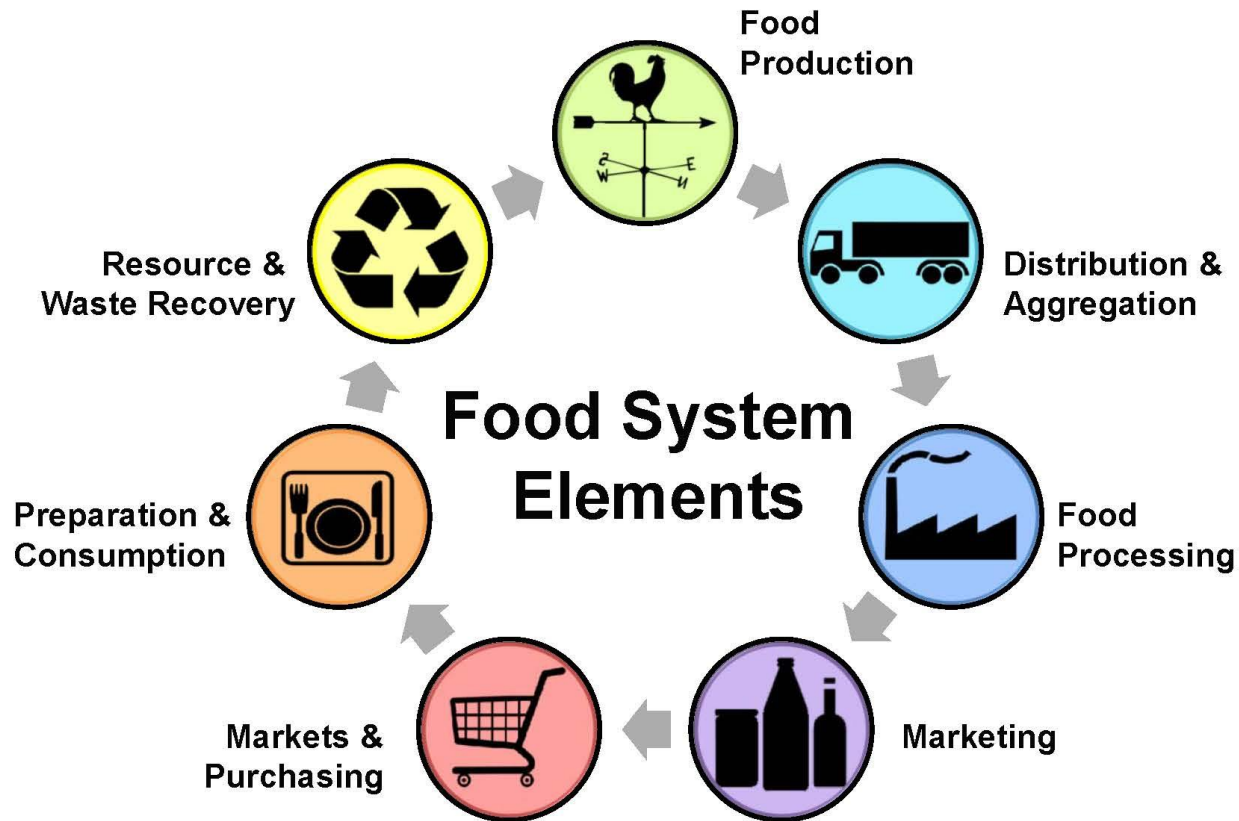 Food
Production
S
E
W
N
Distribution &
Aggregation
Food
Processing
Marketing
Markets &
Purchasing
Preparation &
Consumption
Resource &
Waste Recovery
Food System
Elements